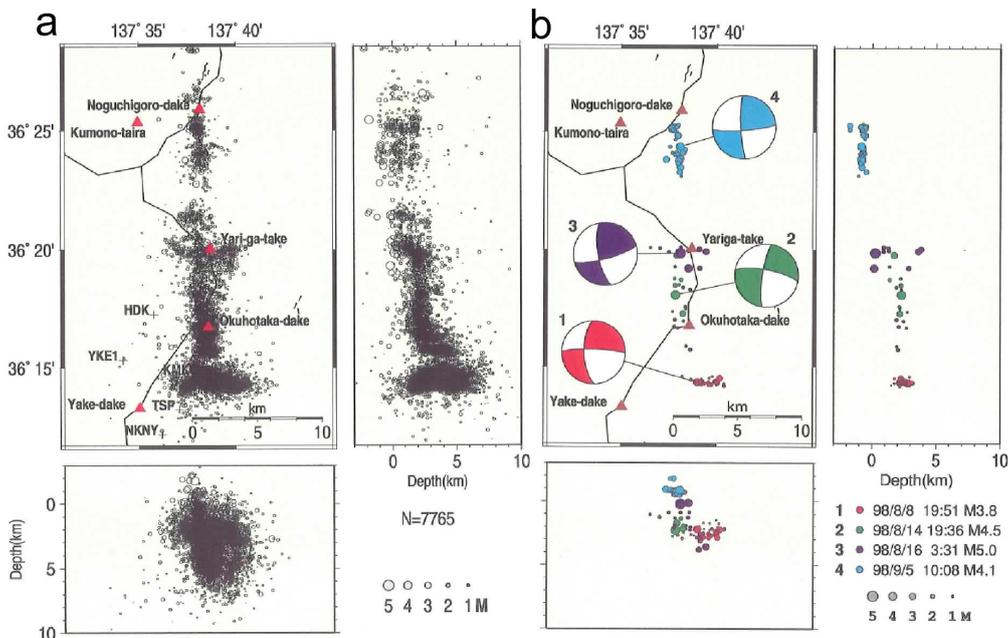 a
137° 35' 137° 40'
36° 25'
36° 20'
36° 15'
Noguchigoro-dake
Kumono-taira
Yari-ga-take
HDK
Okuhotaka-dake
YKE1
KMK
Yake-dake
TSP
NKNY
km
0 5 10
0 5 10
Depth(km)
0
5
10
Depth(km)
N=7765
5 4 3 2 1 M
b
137° 35' 137° 40'
Noguchigoro-dake
Kumono-taira
4
3
Yariga-take
2
Okuhotaka-dake
1
Yake-dake
km
0 5 10
0 5 10
Depth(km)
1 98/8/8 19:51 M3.8
2 98/8/14 19:36 M4.5
3 98/8/16 3:31 M5.0
4 98/9/5 10:08 M4.1
5 4 3 2 1 M